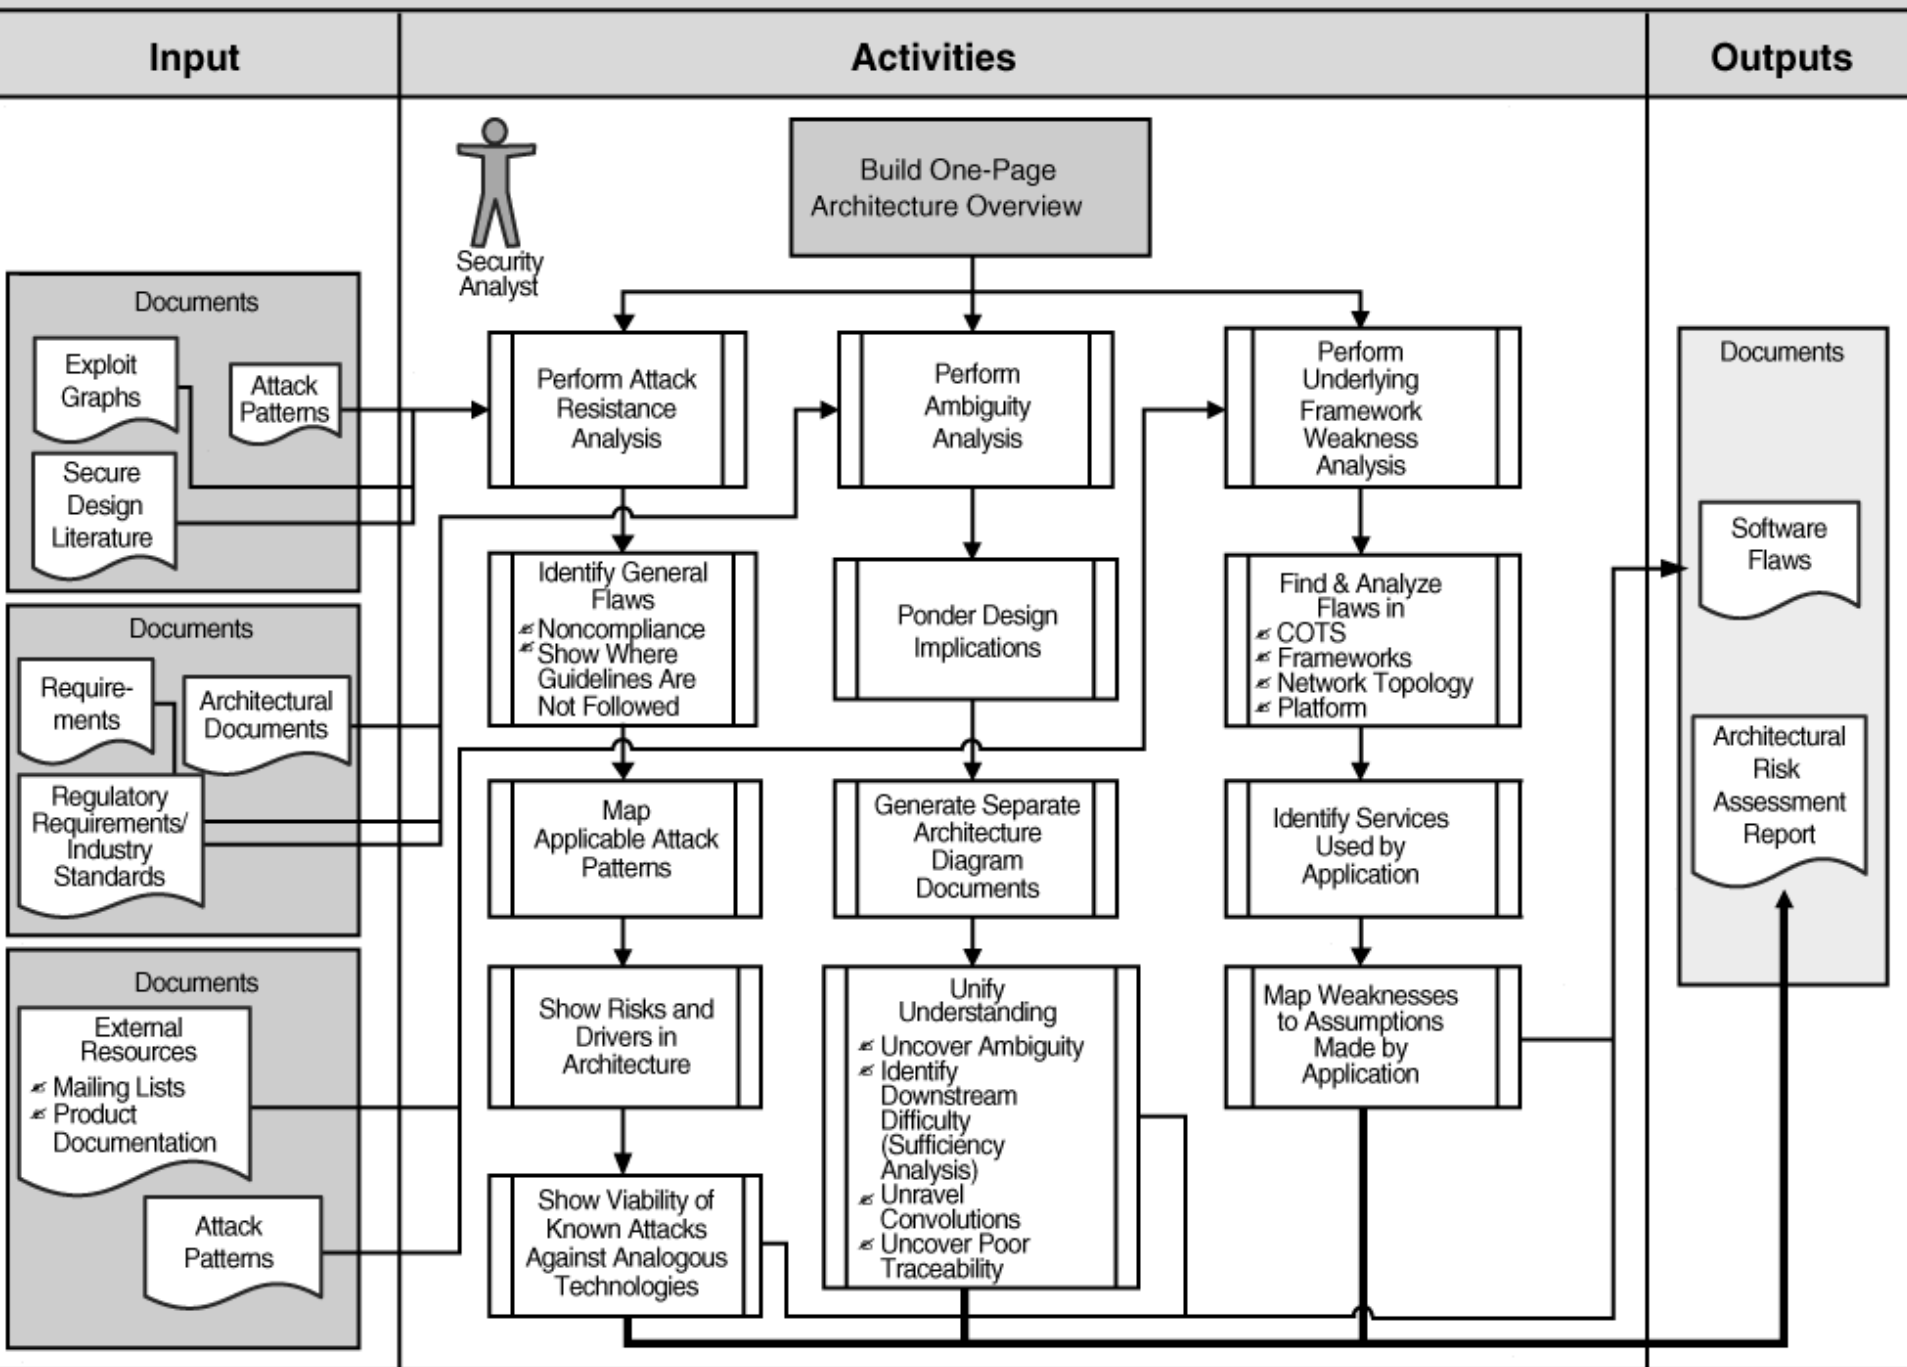 Input
Activities
Outputs
Security
Analyst
Build One-Page
Architecture Overview
Documents
Exploit
Graphs
Attack
Patterns
Secure
Design
Literature
Documents
Require-
ments
Architectural
Documents
Regulatory
Requirements/
Industry
Standards
Documents
External
Resources
Mailing Lists
Product
Documentation
Attack
Patterns
Perform Attack
Resistance
Analysis
Identify General
Flaws
Noncompliance
Show Where
Guidelines Are
Not Followed
Map
Applicable Attack
Patterns
Show Risks and
Drivers in
Architecture
Show Viability of
Known Attacks
Against Analogous
Technologies
Perform
Ambiguity
Analysis
Ponder Design
Implications
Generate Separate
Architecture
Diagram
Documents
Unify
Understanding
Uncover Ambiguity
Identify
Downstream
Difficulty
(Sufficiency
Analysis)
Unravel
Convolutions
Uncover Poor
Traceability
Perform
Underlying
Framework
Weakness
Analysis
Find & Analyze
Flaws in
COTS
Frameworks
Network Topology
Platform
Identify Services
Used by
Application
Map Weaknesses
to Assumptions
Made by
Application
Documents
Software
Flaws
Architectural
Risk
Assessment
Report